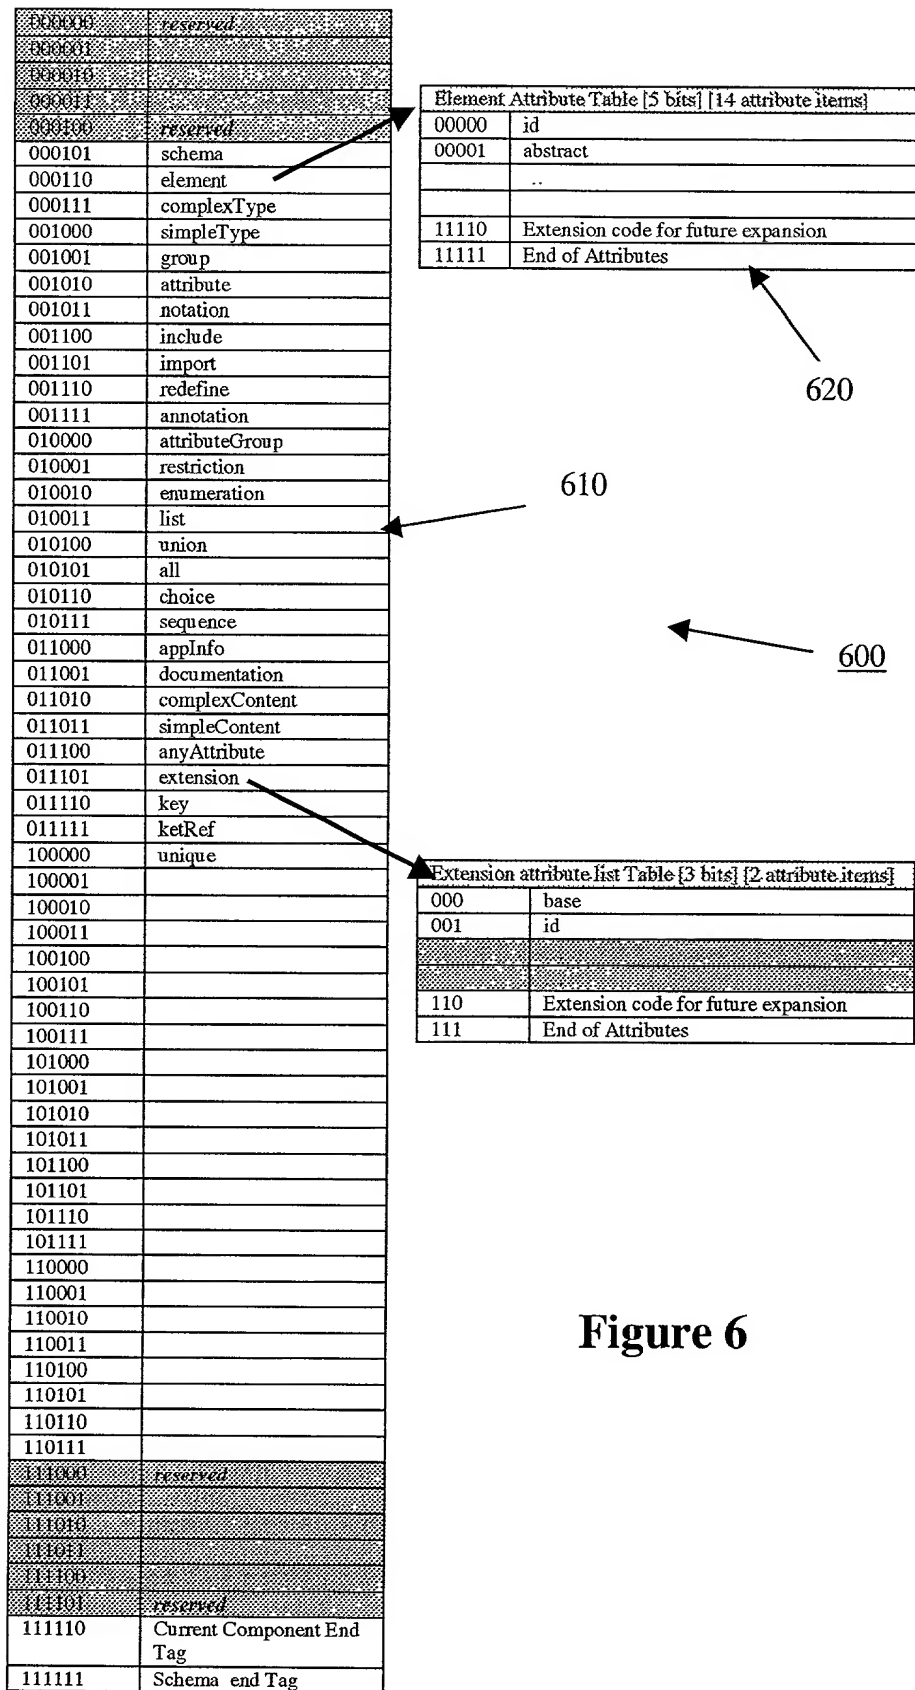 000000 reserved
000001
000010
000011
000100 reserved
000101 schema
000110 element
000111 complexType
001000 simpleType
001001 group
001010 attribute
001011 notation
001100 include
001101 import
001110 redefine
001111 annotation
010000 attributeGroup
010001 restriction
010010 enumeration
010011 list
010100 union
010101 all
010110 choice
010111 sequence
011000 appInfo
011001 documentation
011010 complexContent
011011 simpleContent
011100 anyAttribute
011101 extension
011110 key
011111 ketRef
100000 unique
100001
100010
100011
100100
100101
100110
100111
101000
101001
101010
101011
101100
101101
101110
101111
110000
110001
110010
110011
110100
110101
110110
110111
111000 reserved
111001
111010
111011
111100
111101 reserved
111110 Current Component End
Tag
111111 Schema end Tag
Element Attribute Table [5 bits] [14 attribute items]
00000 id
00001 abstract
..
11110 Extension code for future expansion
11111 End of Attributes
620
610
600
Extension attribute list Table [3 bits] [2 attribute items]
000 base
001 id
110 Extension code for future expansion
111 End of Attributes
Figure 6